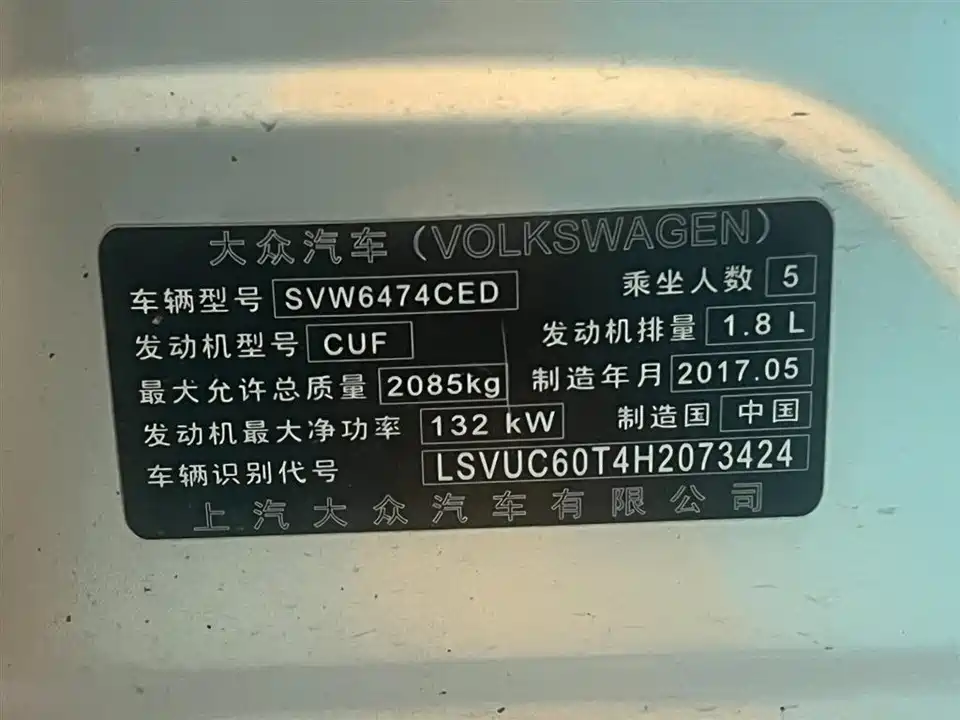 大众汽车（VOLKSWAGEN）
车辆型号 SVW6474CED 乘坐人数 5
发动机型号 CUF 发动机排量 1.8 L
最大允许总质量 2085kg 制造年月 2017.05
发动机最大净功率 132 kW 制造国 中国
车辆识别代号 LSVUC60T4H2073424
上汽大众汽车有限公司